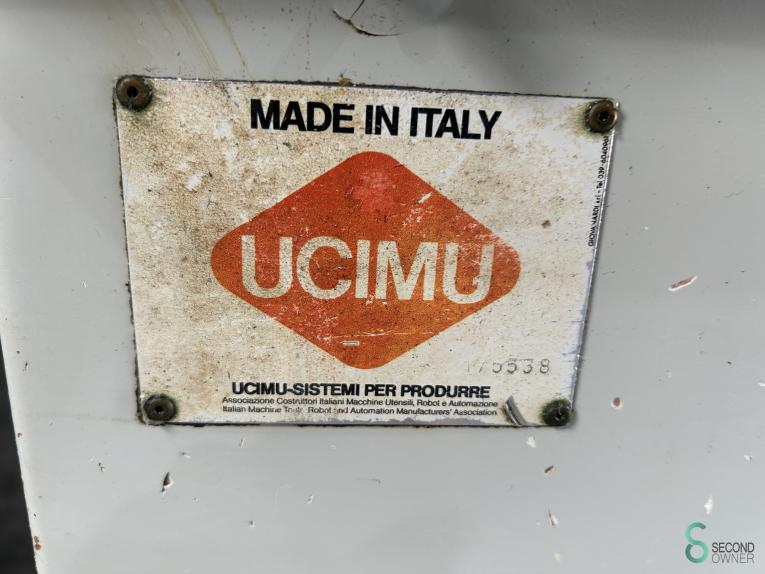 MADE IN ITALY
UCIMU
UCIMU-SISTEMI PER PRODURRE
Associazione Costruttori Italiani Macchine Utensili, Robot e Automazione
Italian Machine Tools, Robot and Automation Manufacturers' Association
SECOND
OWNER